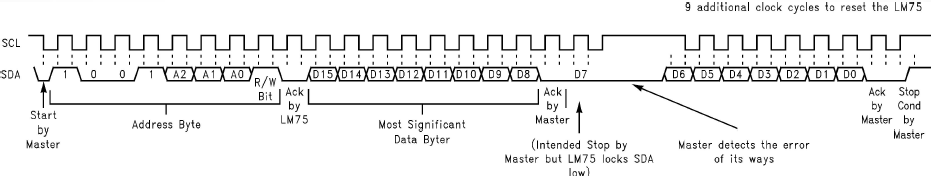 9 additional clock cycles to reset the LM75
SCL
SDA
1 0 0 1 A2 A1 A0 R/W Bit Ack by LM75 D15 D14 D13 D12 D11 D10 D9 D8 Ack by Master D7 D6 D5 D4 D3 D2 D1 D0 Ack by Master Stop Cond by Master
Start by Master
Address Byte
Most Significant
Data Byter
(Intended Stop by
Master but LM75 locks SDA
low)
Master detects the error
of its ways